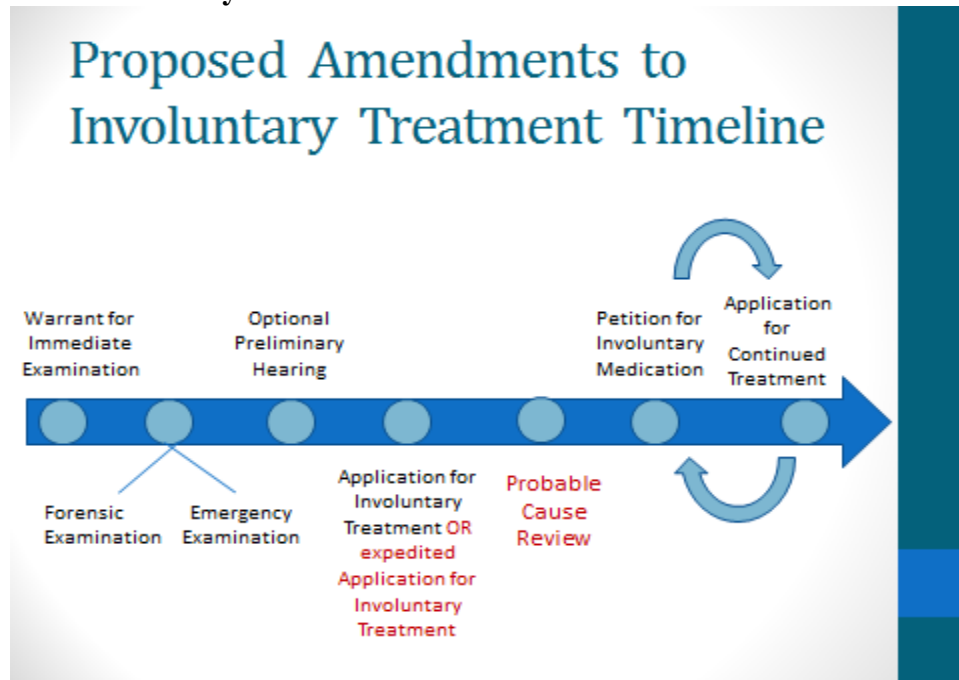 Proposed Amendments to
Involuntary Treatment Timeline
Warrant for
Immediate
Examination
Optional
Preliminary
Hearing
Petition for
Involuntary
Medication
Application
for
Continued
Treatment
Forensic
Examination
Emergency
Examination
Application for
Involuntary
Treatment OR
expedited
Application for
Involuntary
Treatment
Probable
Cause
Review